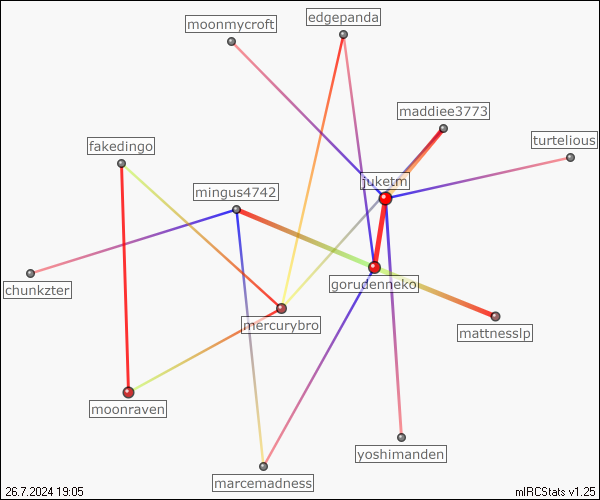 edgepanda
moonmycroft
maddiee3773
turtelious
fakedingo
juketm
mingus4742
gorudenneko
chunkzter
mercurybro
mattnesslp
moonraven
yoshimanden
marcemadness
26.7.2024 19:05
mIRCStats v1.25